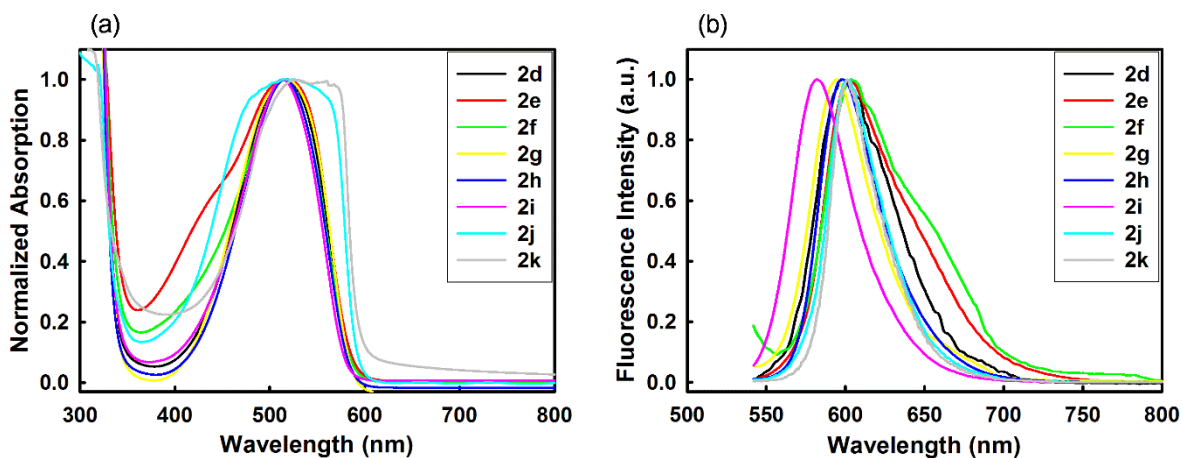 (a)
Normalized Absorption
1.0
0.8
0.6
0.4
0.2
0.0
300
400
500
600
700
800
Wavelength (nm)
2d
2e
2f
2g
2h
2i
2j
2k
(b)
Fluorescence Intensity (a.u.)
1.0
0.8
0.6
0.4
0.2
0.0
500
550
600
650
700
750
800
Wavelength (nm)
2d
2e
2f
2g
2h
2i
2j
2k